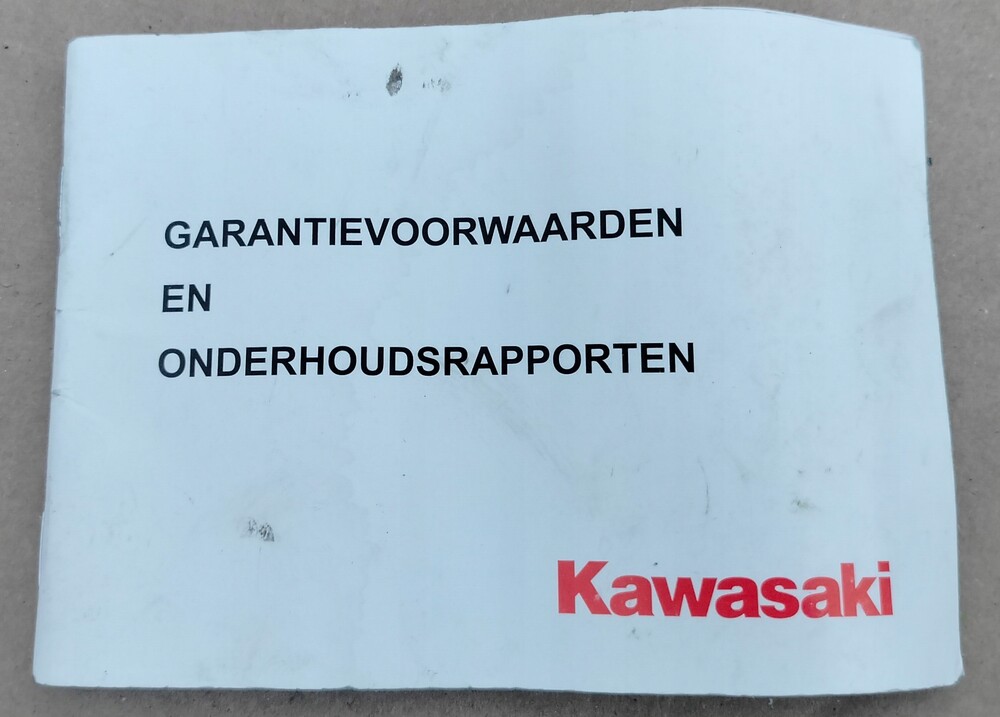 GARANTIEVOORWAARDEN
EN
ONDERHOUDSRAPPORTEN
Kawasaki